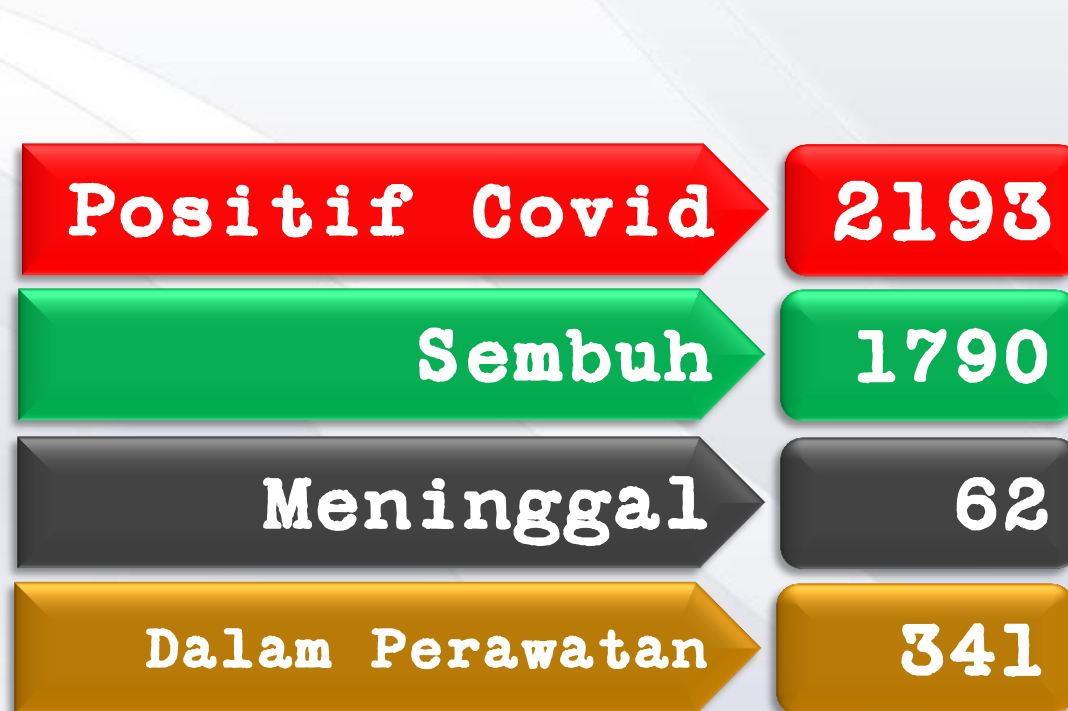 Positif Covid 2193
Sembuh 1790
Meninggal 62
Dalam Perawatan 341